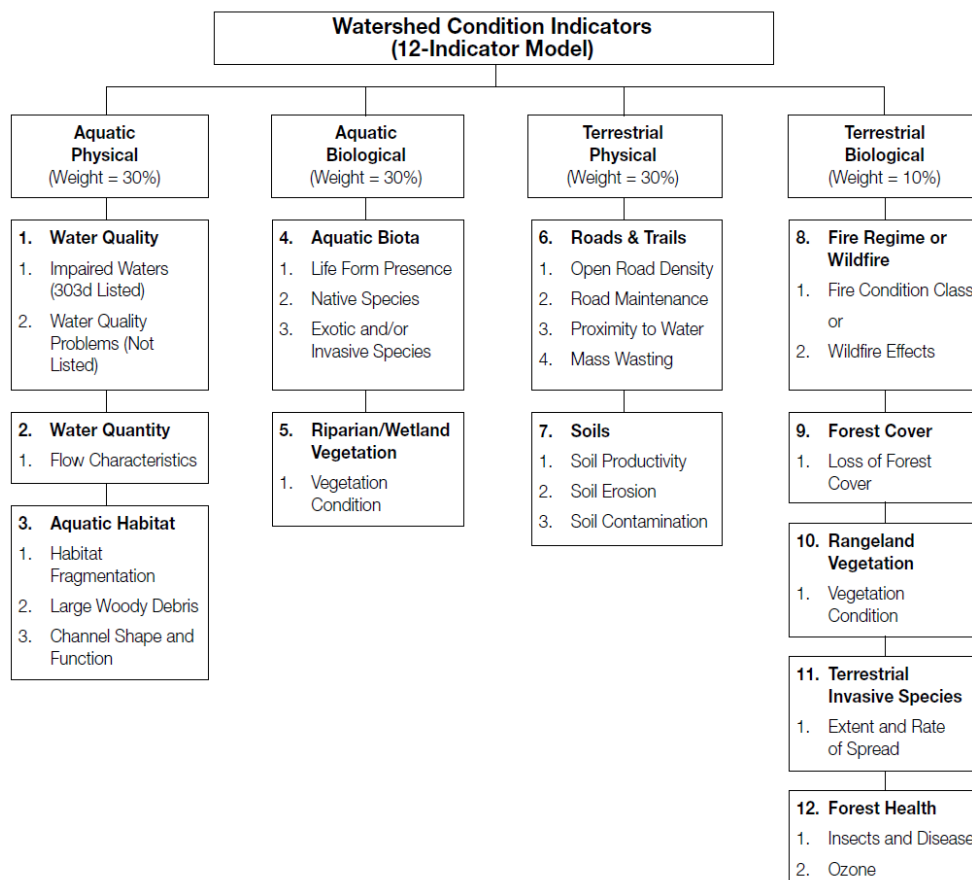 Watershed Condition Indicators
(12-Indicator Model)
Aquatic
Physical
(Weight = 30%)
1. Water Quality
1. Impaired Waters
(303d Listed)
2. Water Quality
Problems (Not
Listed)
2. Water Quantity
1. Flow Characteristics
3. Aquatic Habitat
1. Habitat
Fragmentation
2. Large Woody Debris
3. Channel Shape and
Function
Aquatic
Biological
(Weight = 30%)
4. Aquatic Biota
1. Life Form Presence
2. Native Species
3. Exotic and/or
Invasive Species
5. Riparian/Wetland
Vegetation
1. Vegetation
Condition
Terrestrial
Physical
(Weight = 30%)
6. Roads & Trails
1. Open Road Density
2. Road Maintenance
3. Proximity to Water
4. Mass Wasting
7. Soils
1. Soil Productivity
2. Soil Erosion
3. Soil Contamination
Terrestrial
Biological
(Weight = 10%)
8. Fire Regime or
Wildfire
1. Fire Condition Class
or
2. Wildfire Effects
9. Forest Cover
1. Loss of Forest
Cover
10. Rangeland
Vegetation
1. Vegetation
Condition
11. Terrestrial
Invasive Species
1. Extent and Rate
of Spread
12. Forest Health
1. Insects and Disease
2. Ozone